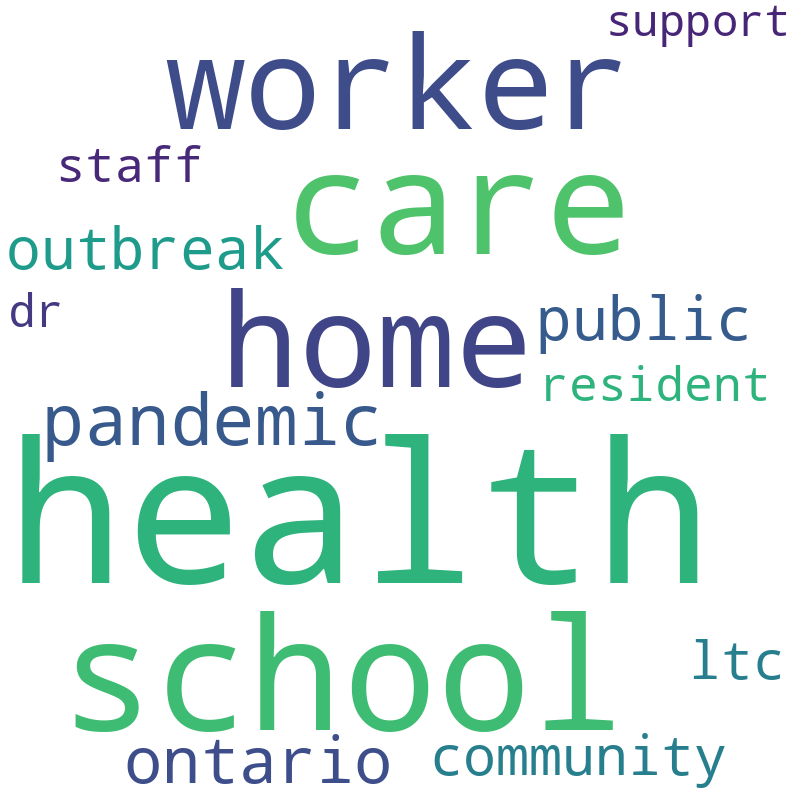 support
worker
staff
care
outbreak
home
dr
public
resident
pandemic
health
school
ltc
ontario
community